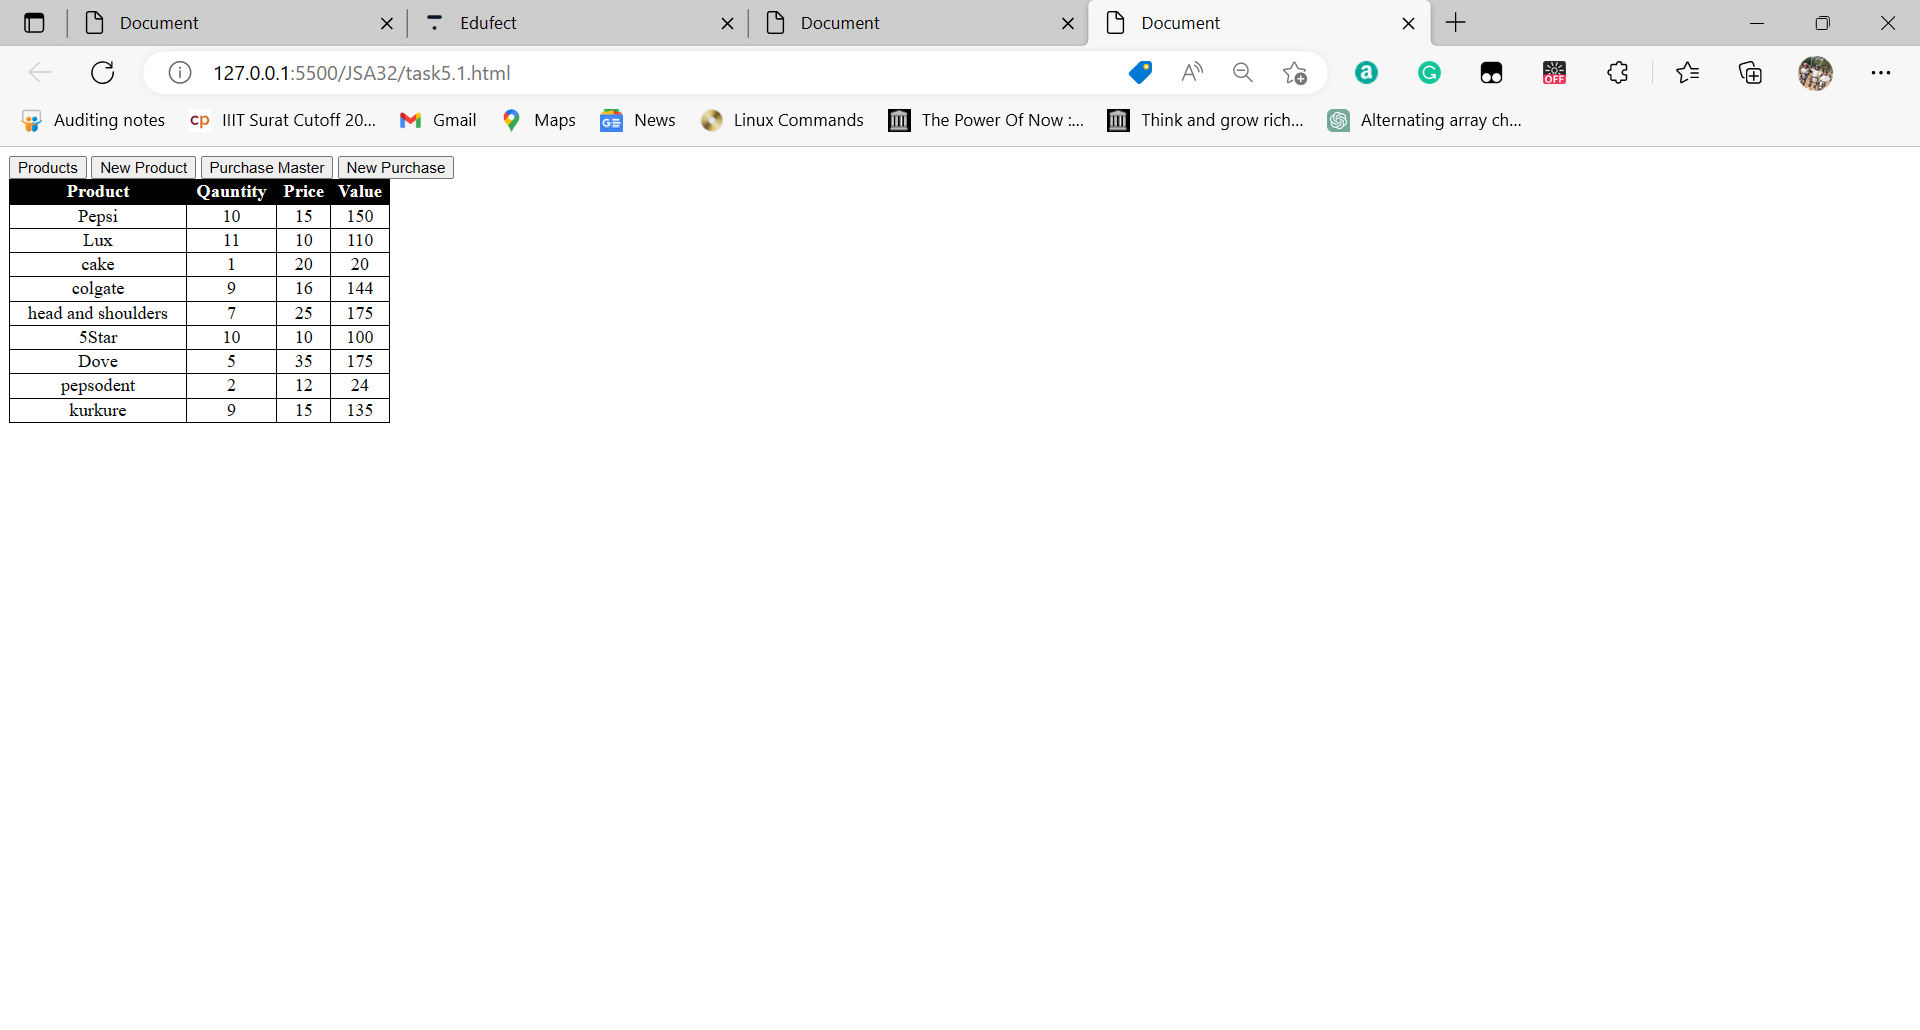 Document Edufect Document Document
127.0.0.1:5500/JSA32/task5.1.html
Auditing notes IIIT Surat Cutoff 20... Gmail Maps News Linux Commands The Power Of Now :... Think and grow rich... Alternating array ch...
Products New Product Purchase Master New Purchase
Product Qauntity Price Value
Pepsi 10 15 150
Lux 11 10 110
cake 1 20 20
colgate 9 16 144
head and shoulders 7 25 175
5Star 10 10 100
Dove 5 35 175
pepsodent 2 12 24
kurkure 9 15 135